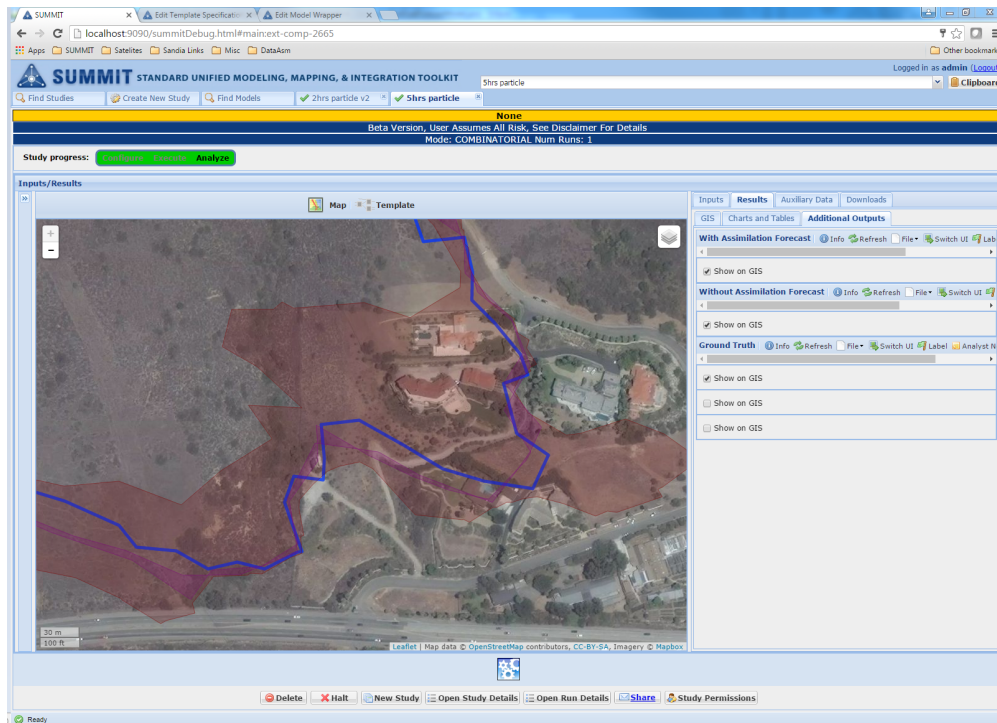 SUMMIT
Edit Template Specification
Edit Model Wrapper
localhost:9090/summitDebug.html#main:ext-comp-2665
Apps SUMMIT Satelites Sandia Links Misc DataAsm
Other bookmark
SUMMIT STANDARD UNIFIED MODELING, MAPPING, & INTEGRATION TOOLKIT
Logged in as admin (Logout
5hrs particle
Clipboard
Find Studies Create New Study Find Models 2hrs particle v2 5hrs particle
None
Beta Version, User Assumes All Risk, See Disclaimer For Details
Mode: COMBINATORIAL Num Runs: 1
Study progress: Configure Execute Analyze
Inputs/Results
Map Template
Inputs Results Auxiliary Data Downloads
GIS Charts and Tables Additional Outputs
With Assimilation Forecast Info Refresh File Switch UI Lab
Show on GIS
Without Assimilation Forecast Info Refresh File Switch UI
Show on GIS
Ground Truth Info Refresh File Switch UI Label Analyst N
Show on GIS
Show on GIS
Show on GIS
+
-
30 m
100 ft
Leaflet | Map data © OpenStreetMap contributors, CC-BY-SA, Imagery © Mapbox
Delete Halt New Study Open Study Details Open Run Details Share Study Permissions
Ready